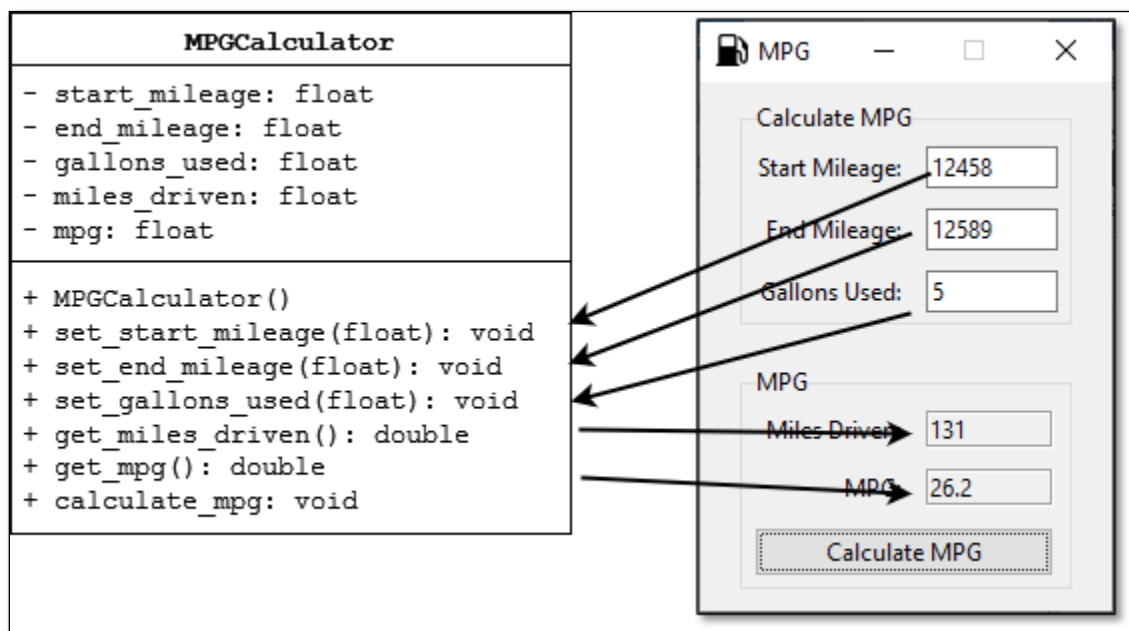 MPGCalculator
- start_mileage: float
- end_mileage: float
- gallons_used: float
- miles_driven: float
- mpg: float
+ MPGCalculator()
+ set_start_mileage(float): void
+ set_end_mileage(float): void
+ set_gallons_used(float): void
+ get_miles_driven(): double
+ get_mpg(): double
+ calculate_mpg: void
MPG
Calculate MPG
Start Mileage: 12458
End Mileage: 12589
Gallons Used: 5
MPG
Miles Driven: 131
MPG: 26.2
Calculate MPG